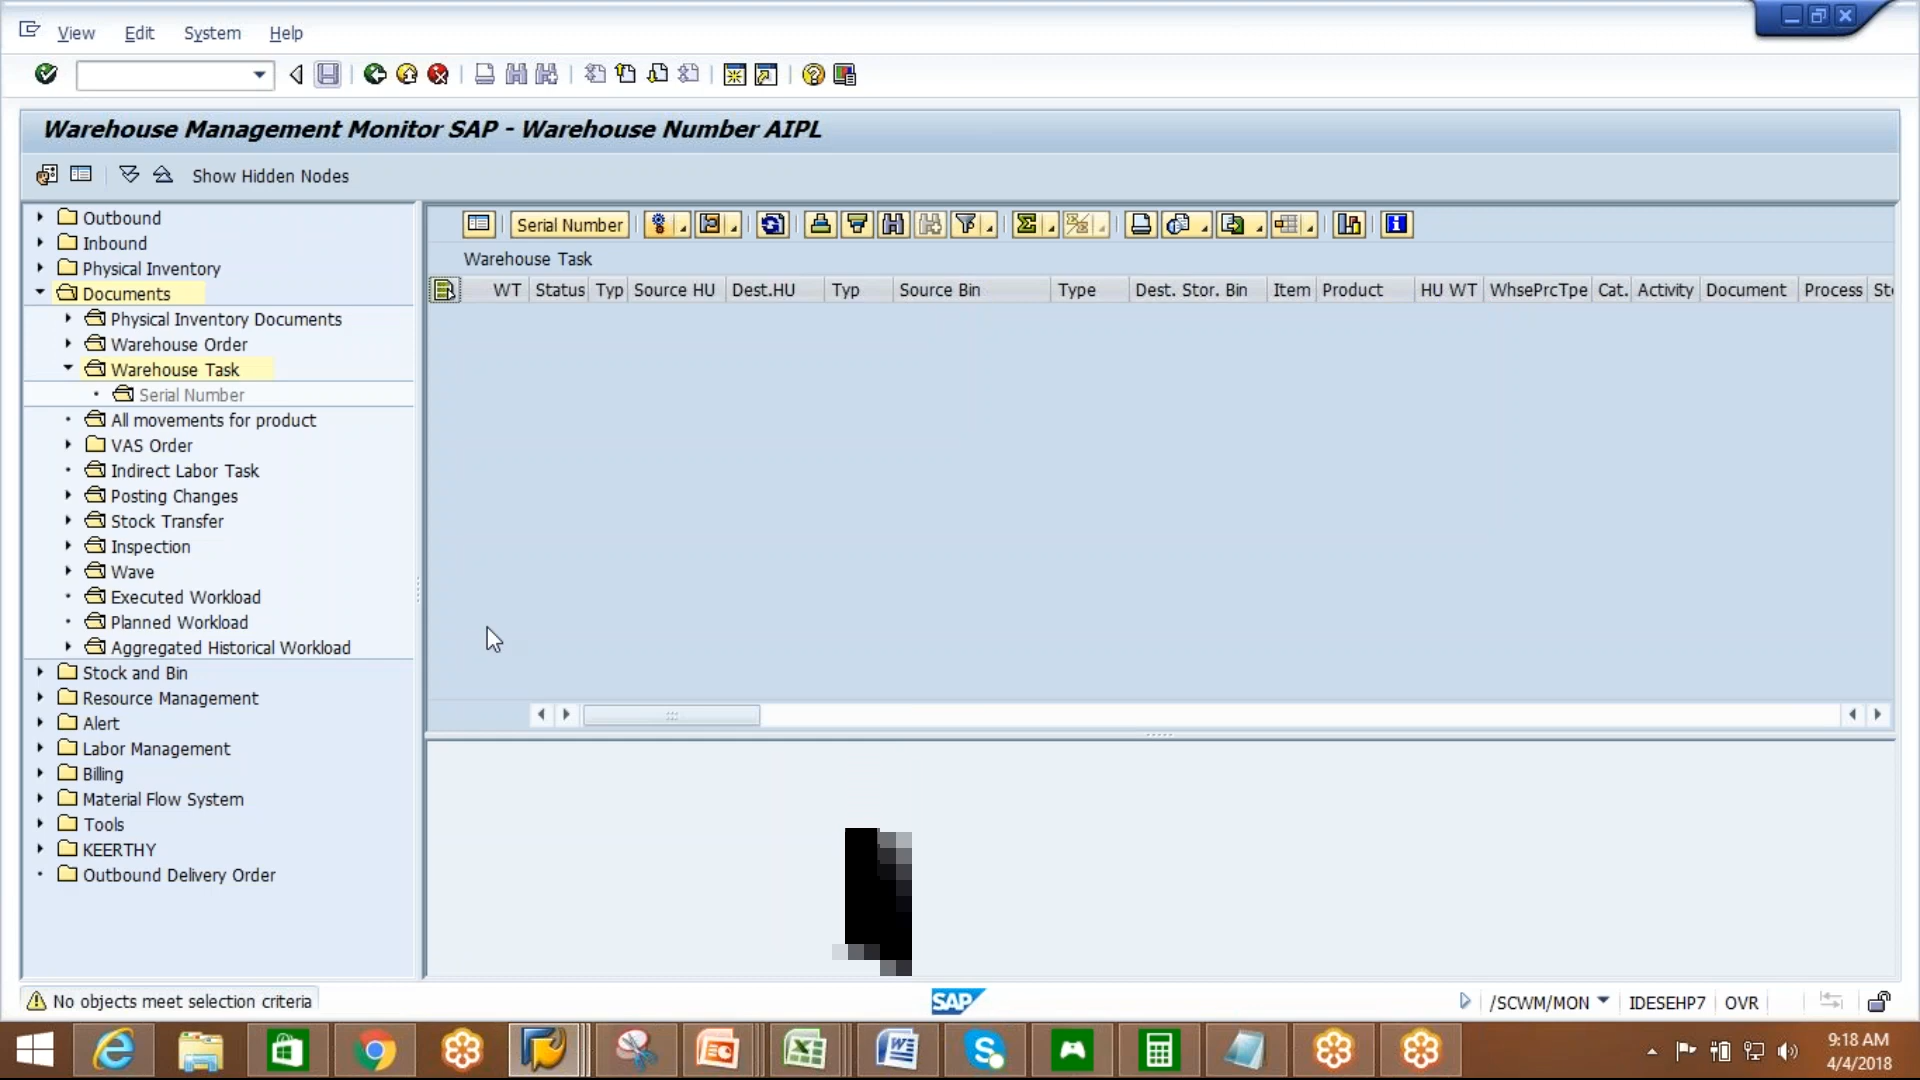 View Edit System Help
Warehouse Management Monitor SAP - Warehouse Number AIPL
Show Hidden Nodes
Outbound
Inbound
Physical Inventory
Documents
Physical Inventory Documents
Warehouse Order
Warehouse Task
Serial Number
All movements for product
VAS Order
Indirect Labor Task
Posting Changes
Stock Transfer
Inspection
Wave
Executed Workload
Planned Workload
Aggregated Historical Workload
Stock and Bin
Resource Management
Alert
Labor Management
Billing
Material Flow System
Tools
KEERTHY
Outbound Delivery Order
Serial Number
Warehouse Task
WT Status Typ Source HU Dest.HU Typ Source Bin Type Dest. Stor. Bin Item Product HU WT WhsePrcTpe Cat. Activity Document Process
No objects meet selection criteria
SAP
/SCWM/MON IDESEHP7 OVR
9:18 AM
4/4/2018